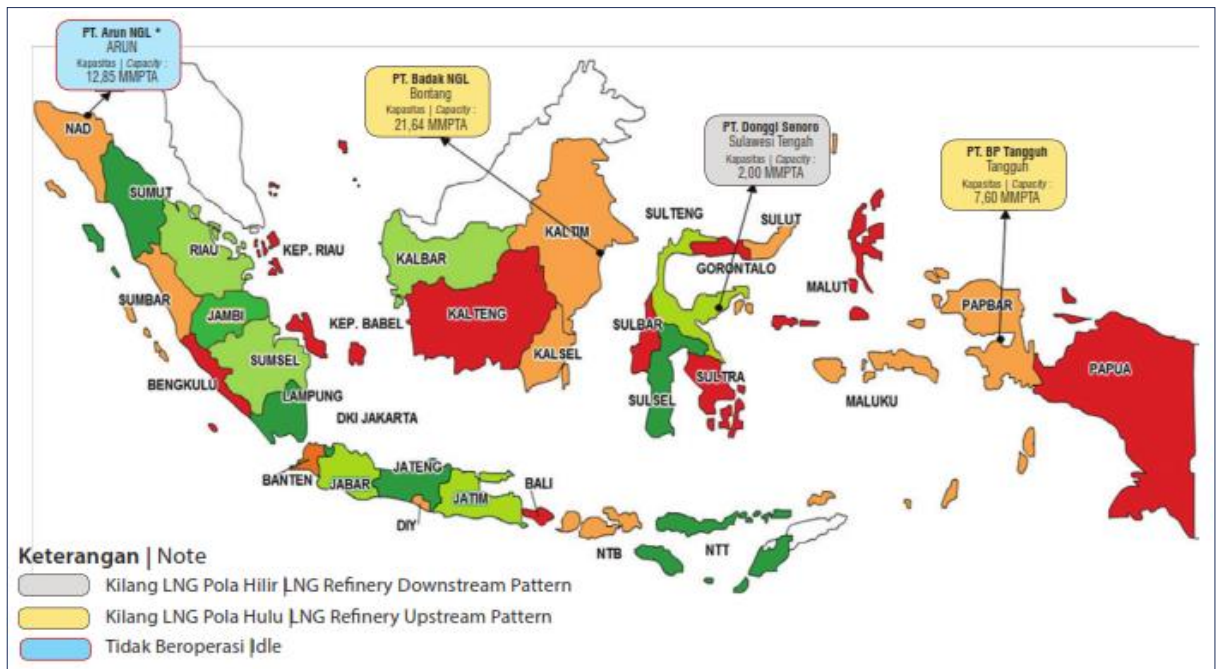 PT. Arun NGL *
ARUN
Kapasitas | Capacity :
12,85 MMPTA
PT. Badak NGL
Bontang
Kapasitas | Capacity :
21,64 MMPTA
PT. Donggi Senoro
Sulawesi Tengah
Kapasitas | Capacity :
2,00 MMPTA
PT. BP Tangguh
Tangguh
Kapasitas | Capacity :
7,60 MMPTA
NAD
SUMUT
RIAU
KEP. RIAU
SUMBAR
JAMBI
KEP. BABEL
SUMSEL
BENGKULU
LAMPUNG
DKI JAKARTA
KALBAR
KALTIM
KALTENG
KALSEL
SULTENG
SULUT
GORONTALO
SULBAR
SULTRA
SULSEL
MALUT
MALUKU
PAPBAR
PAPUA
BANTEN
JABAR
JATENG
DIY
JATIM
BALI
NTB
NTT
Keterangan | Note
Kilang LNG Pola Hilir |LNG Refinery Downstream Pattern
Kilang LNG Pola Hulu |LNG Refinery Upstream Pattern
Tidak Beroperasi |Idle